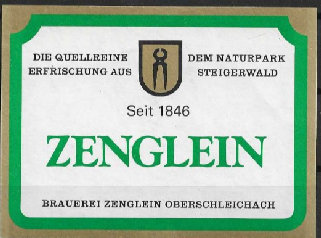 DIE QUELLREINE
ERFRISCHUNG AUS
DEM NATURPARK
STEIGERWALD
Seit 1846
ZENGLEIN
BRAUEREI ZENGLEIN OBERSCHLEICHACH